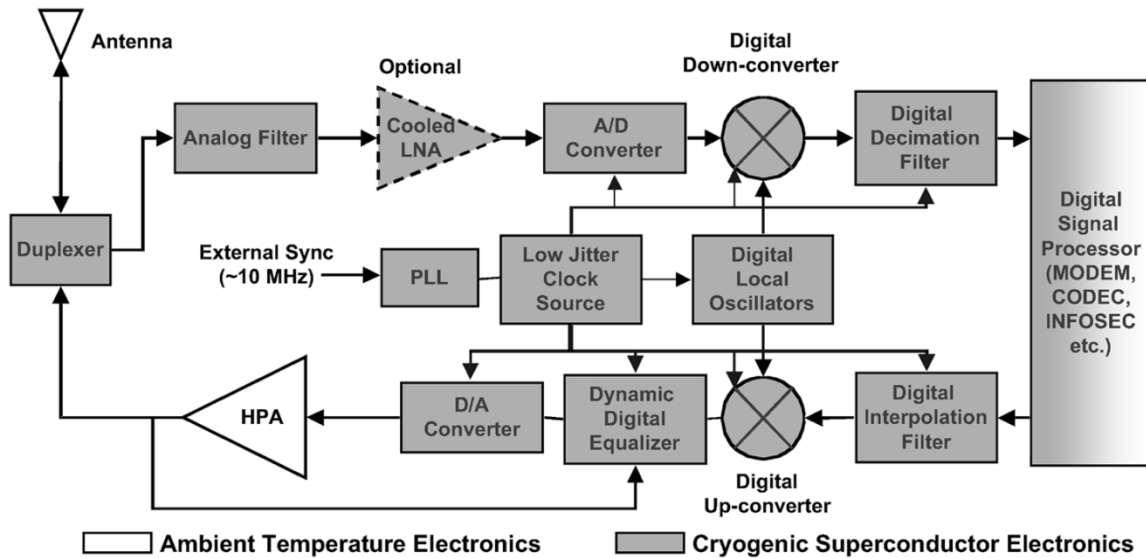 Antenna
Optional
Digital
Down-converter
Analog Filter
Cooled
LNA
A/D
Converter
Digital
Decimation
Filter
Duplexer
External Sync
(~10 MHz)
PLL
Low Jitter
Clock
Source
Digital
Local
Oscillators
Digital
Signal
Processor
(MODEM,
CODEC,
INFOSEC
etc.)
HPA
D/A
Converter
Dynamic
Digital
Equalizer
Digital
Interpolation
Filter
Digital
Up-converter
Ambient Temperature Electronics
Cryogenic Superconductor Electronics